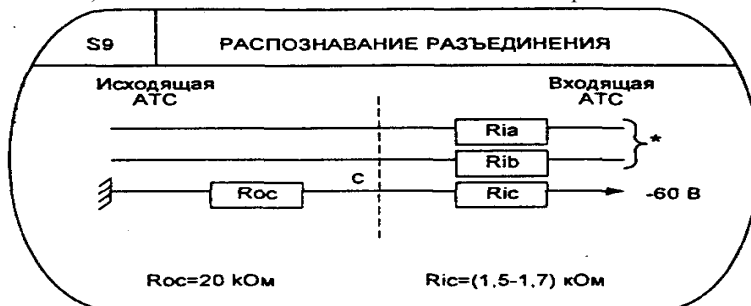 S9 РАСПОЗНАВАНИЕ РАЗЪЕДИНЕНИЯ
Исходящая Входящая
АТС АТС
Ria *
Rib
Roc c Ric -60 В
Roc=20 kОм Ric=(1,5-1,7) кОм